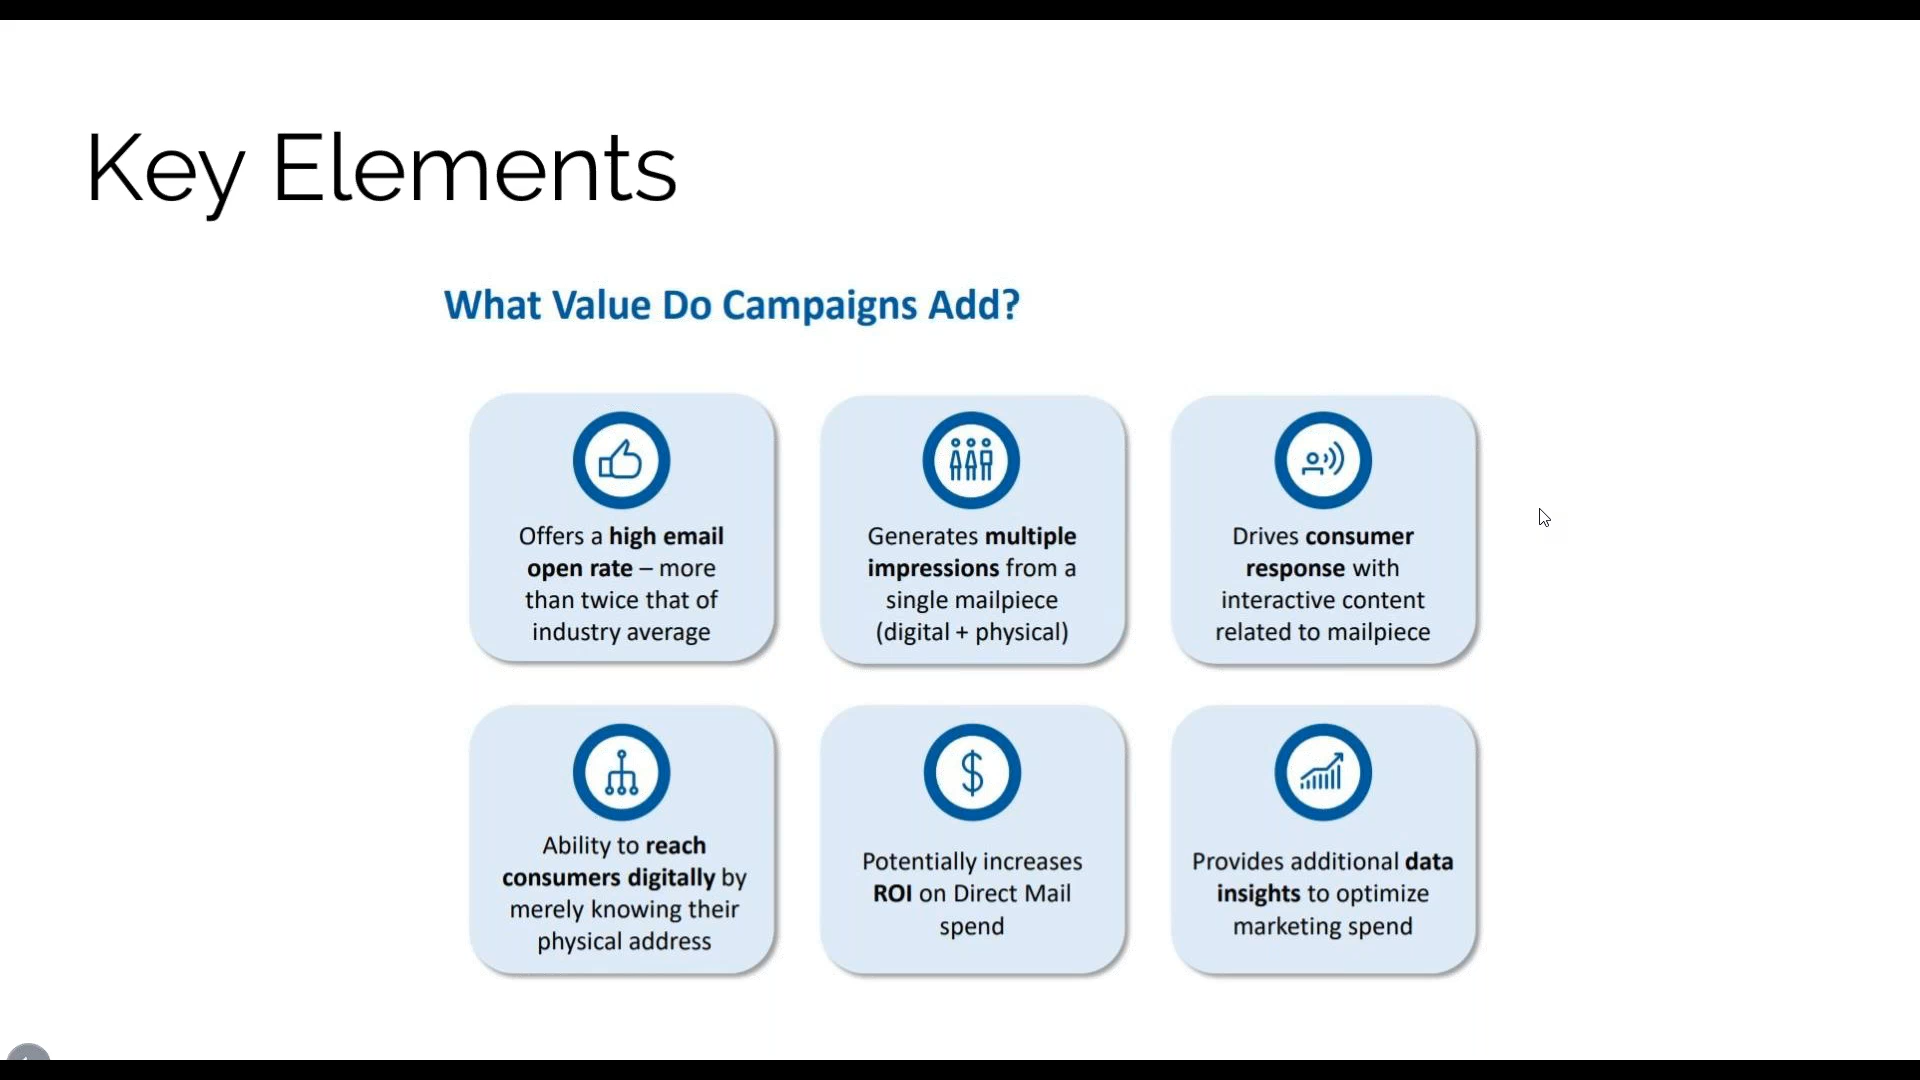 Key Elements
What Value Do Campaigns Add?
Offers a high email
open rate – more
than twice that of
industry average
Generates multiple
impressions from a
single mailpiece
(digital + physical)
Drives consumer
response with
interactive content
related to mailpiece
Ability to reach
consumers digitally by
merely knowing their
physical address
Potentially increases
ROI on Direct Mail
spend
Provides additional data
insights to optimize
marketing spend